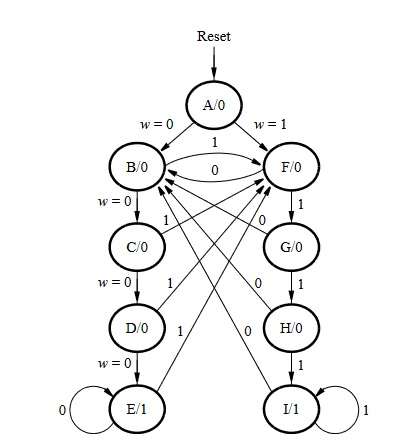 Reset
A/0
w = 0 w = 1
1
B/0 0 F/0
w = 0 1
1 0
C/0 G/0
w = 0 1 0 1
D/0 H/0
1 0
w = 0 1
0 E/1 I/1 1